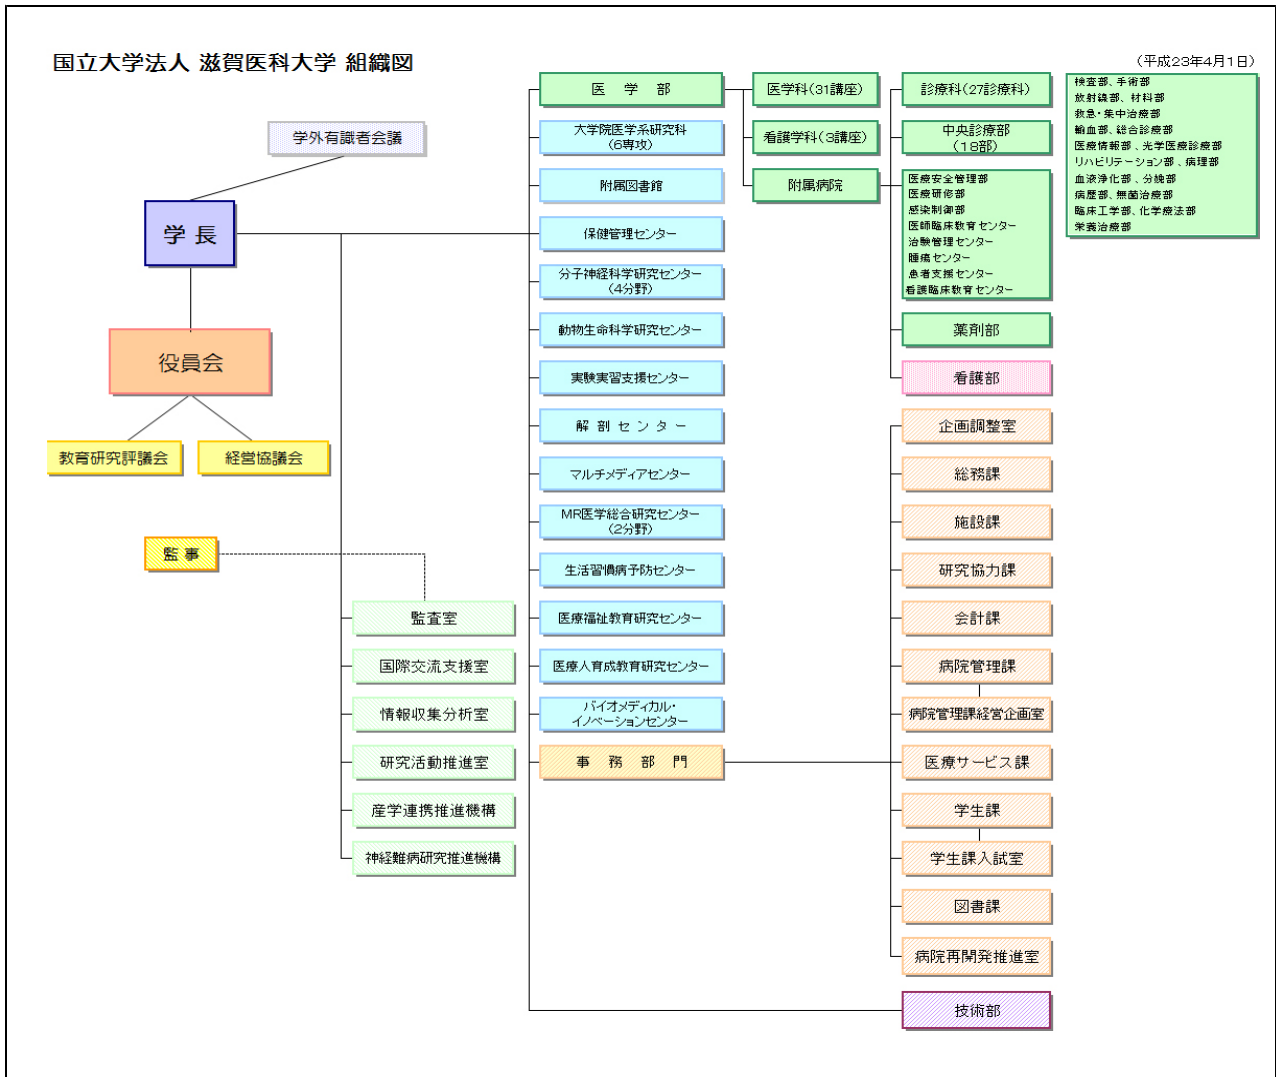 国立大学法人 滋賀医科大学 組織図
(平成23年4月1日)
学外有識者会議
学 長
役員会
教育研究評議会
経営協議会
監 事
監査室
国際交流支援室
情報収集分析室
研究活動推進室
産学連携推進機構
神経難病研究推進機構
医 学 部
大学院医学系研究科
(6専攻)
附属図書館
保健管理センター
分子神経科学研究センター
(4分野)
動物生命科学研究センター
実験実習支援センター
解 剖 セ ン タ ー
マルチメディアセンター
MR医学総合研究センター
(2分野)
生活習慣病予防センター
医療福祉教育研究センター
医療人育成教育研究センター
バイオメディカル・
イノベーションセンター
事 務 部 門
医学科(31講座)
看護学科(3講座)
附属病院
診療科(27診療科)
中央診療部
(18部)
医療安全管理部
医療研修部
感染制御部
医師臨床教育センター
治験管理センター
腫瘍センター
患者支援センター
看護臨床教育センター
薬剤部
看護部
企画調整室
総務課
施設課
研究協力課
会計課
病院管理課
病院管理課経営企画室
医療サービス課
学生課
学生課入試室
図書課
病院再開発推進室
技術部
検査部、手術部
放射線部、材料部
救急・集中治療部
輸血部、総合診療部
医療情報部、光学医療診療部
リハビリテーション部、病理部
血液浄化部、分娩部
病歴部、無菌治療部
臨床工学部、化学療法部
栄養治療部